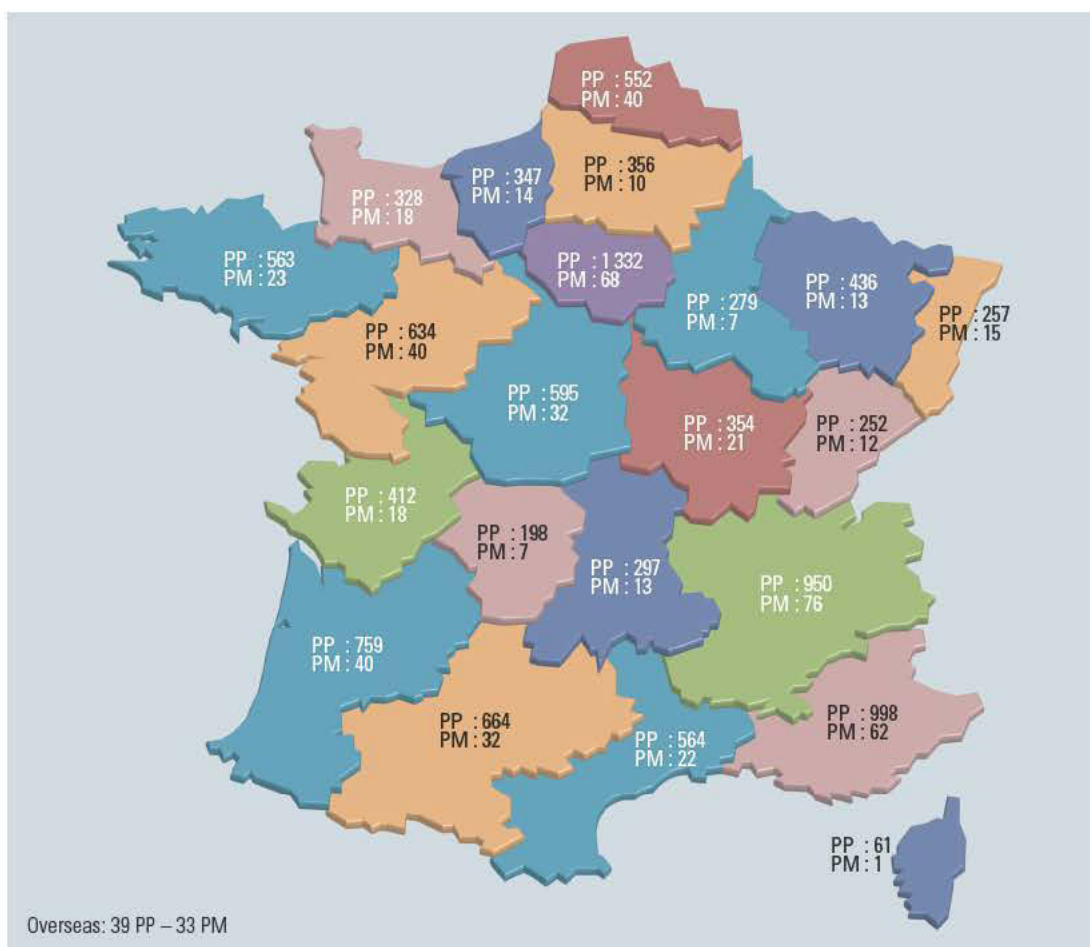 PP : 552
PM : 40
PP : 356
PM : 10
PP : 347
PM : 14
PP : 328
PM : 18
PP : 563
PM : 23
PP : 1 332
PM : 68
PP : 436
PM : 13
PP : 279
PM : 7
PP : 257
PM : 15
PP : 634
PM : 40
PP : 595
PM : 32
PP : 354
PM : 21
PP : 252
PM : 12
PP : 412
PM : 18
PP : 198
PM : 7
PP : 297
PM : 13
PP : 950
PM : 76
PP : 759
PM : 40
PP : 664
PM : 32
PP : 564
PM : 22
PP : 998
PM : 62
PP : 61
PM : 1
Overseas: 39 PP – 33 PM